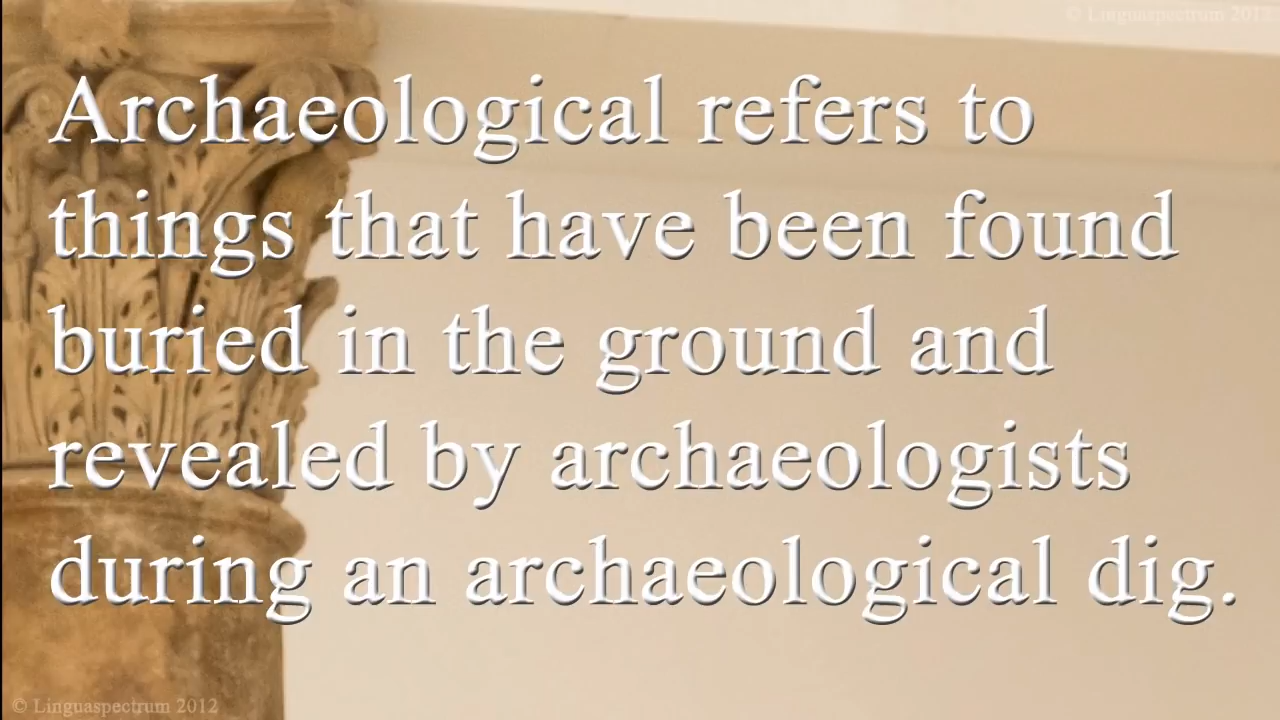 © Linguaspectrum 2012
Archaeological refers to
things that have been found
buried in the ground and
revealed by archaeologists
during an archaeological dig.
© Linguaspectrum 2012